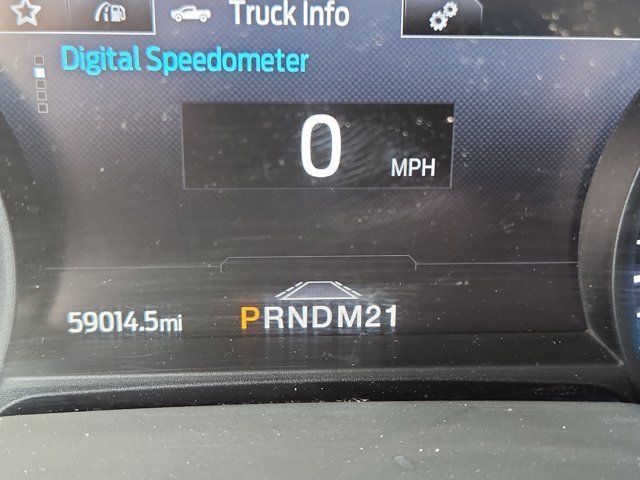 Truck Info
Digital Speedometer
0 MPH
59014.5mi PRNDM21